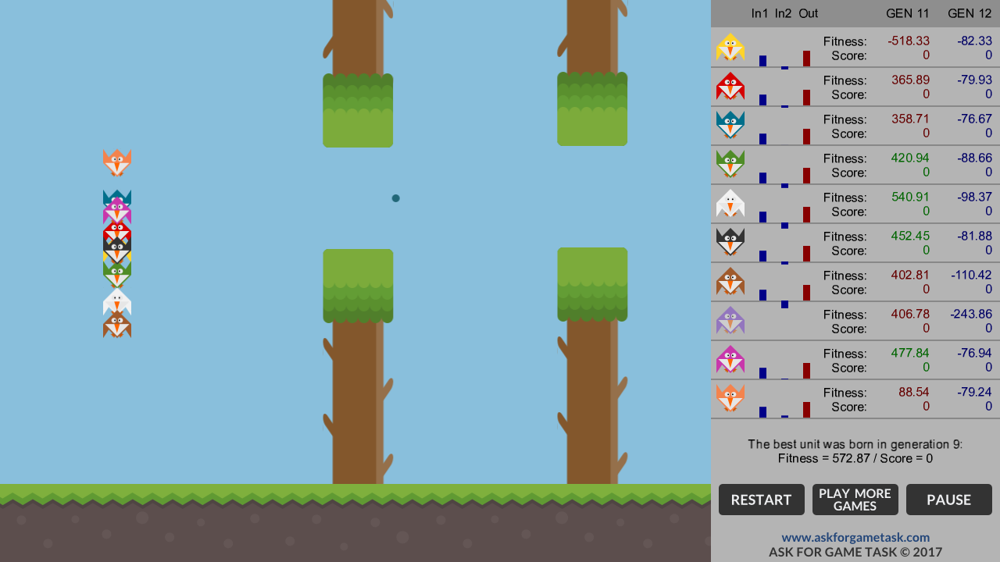 In1 In2 Out GEN 11 GEN 12
Fitness: -518.33 -82.33
Score: 0 0
Fitness: 365.89 -79.93
Score: 0 0
Fitness: 358.71 -76.67
Score: 0 0
Fitness: 420.94 -88.66
Score: 0 0
Fitness: 540.91 -98.37
Score: 0 0
Fitness: 452.45 -81.88
Score: 0 0
Fitness: 402.81 -110.42
Score: 0 0
Fitness: 406.78 -243.86
Score: 0 0
Fitness: 477.84 -76.94
Score: 0 0
Fitness: 88.54 -79.24
Score: 0 0
The best unit was born in generation 9:
Fitness = 572.87 / Score = 0
RESTART
PLAY MORE
GAMES
PAUSE
www.askforgametask.com
ASK FOR GAME TASK © 2017